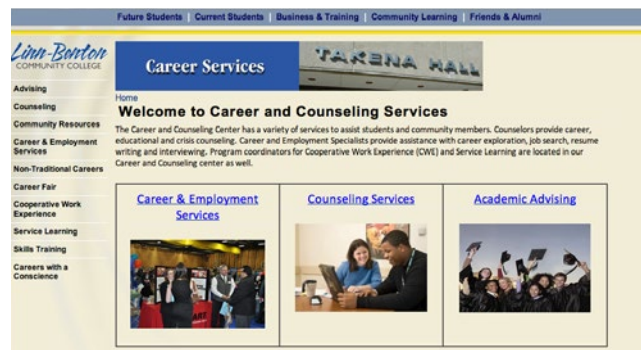 Future Students | Current Students | Business & Training | Community Learning | Friends & Alumni
Linn-Benton
COMMUNITY COLLEGE
Career Services
TAKENA HALL
Advising
Counseling
Community Resources
Career & Employment
Services
Non-Traditional Careers
Career Fair
Cooperative Work
Experience
Service Learning
Skills Training
Careers with a
Conscience
Home
Welcome to Career and Counseling Services
The Career and Counseling Center has a variety of services to assist students and community members. Counselors provide career,
educational and crisis counseling. Career and Employment Specialists provide assistance with career exploration, job search, resume
writing and interviewing. Program coordinators for Cooperative Work Experience (CWE) and Service Learning are located in our
Career and Counseling center as well.
Career & Employment
Services
Counseling Services
Academic Advising